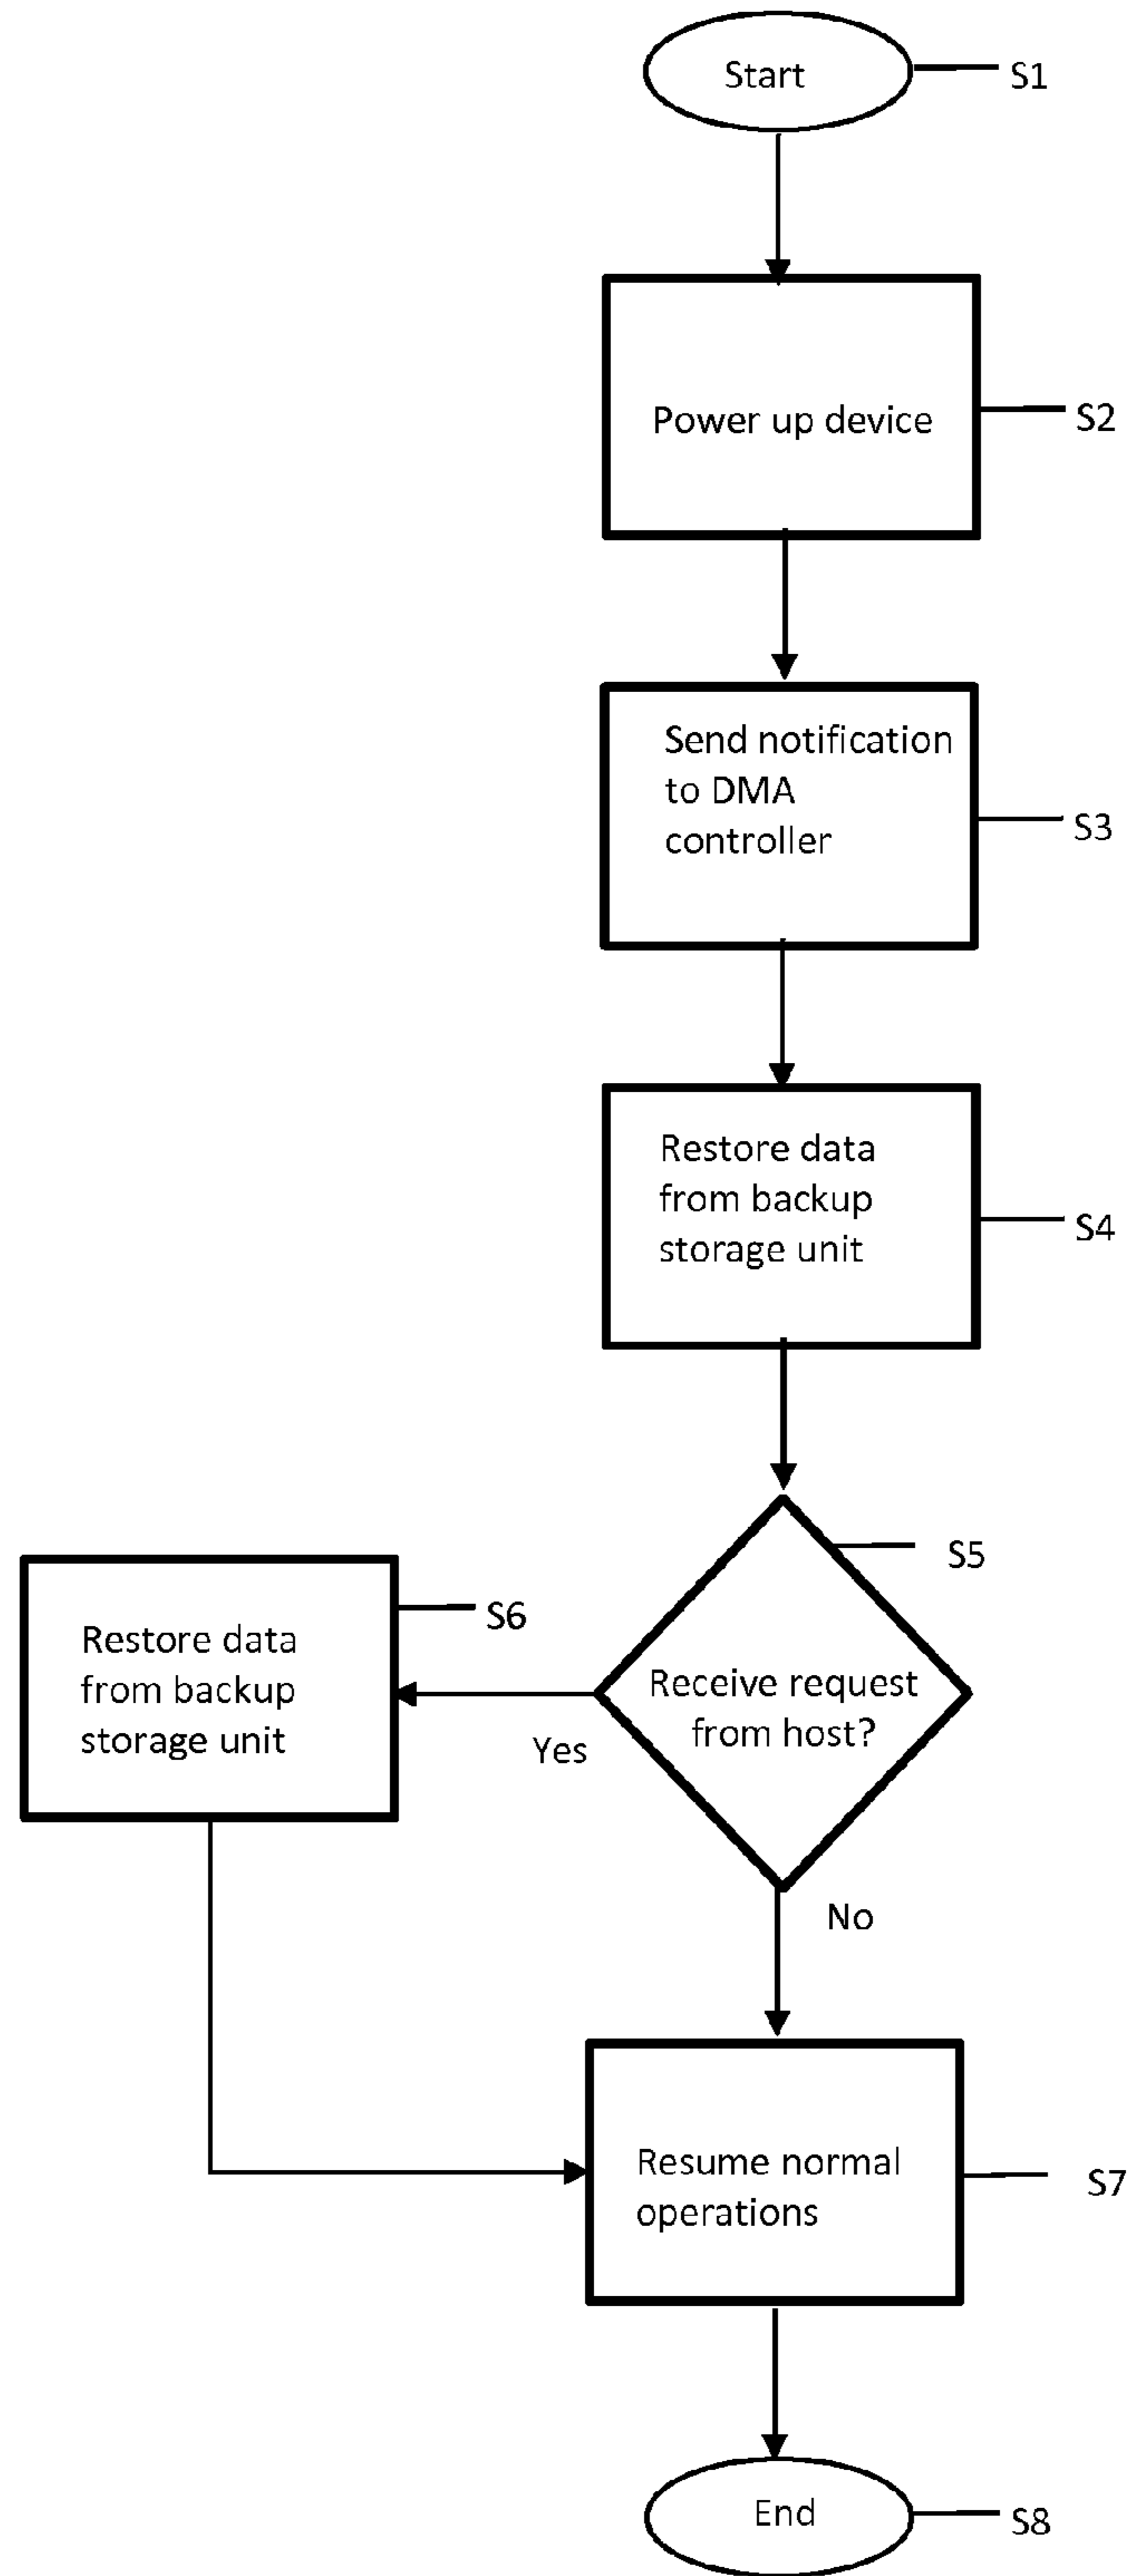 Start
S1
Power up device
S2
Send notification
to DMA
controller
S3
Restore data
from backup
storage unit
S4
S5
Receive request
from host?
Yes
S6
Restore data
from backup
storage unit
No
Resume normal
operations
S7
End
S8